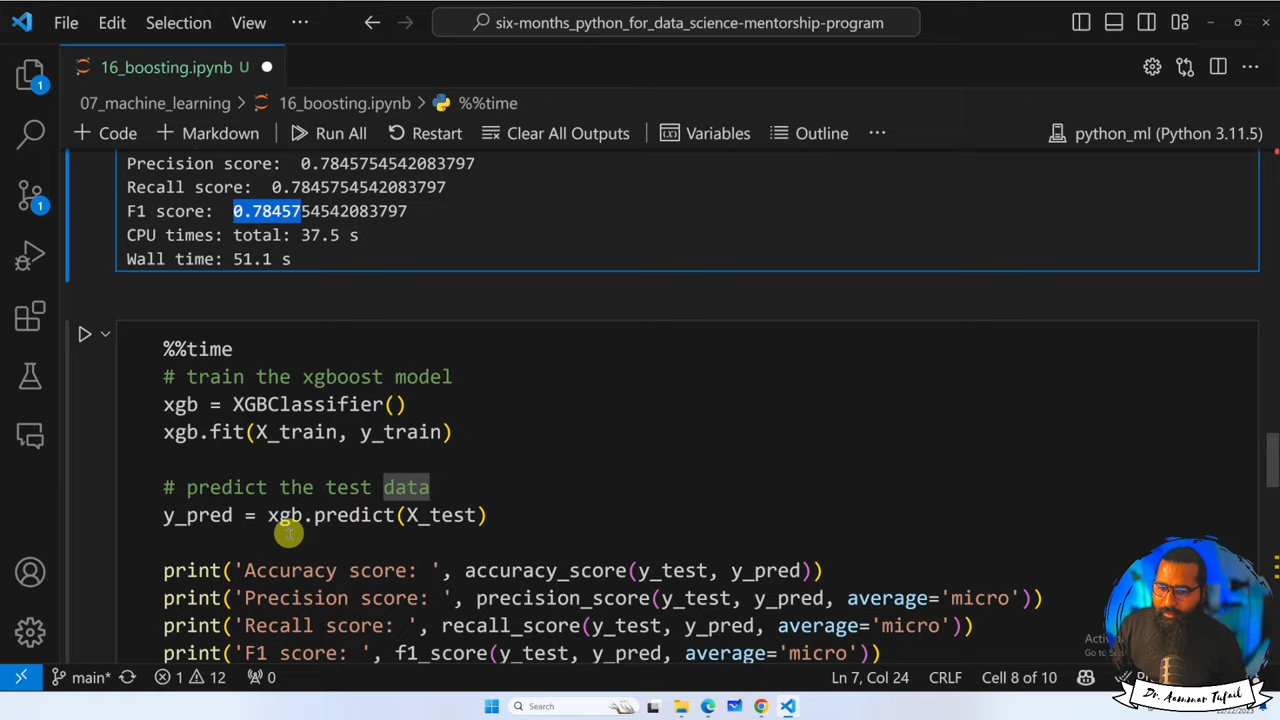 File Edit Selection View ··· six-months_python_for_data_science-mentorship-program
16_boosting.ipynb U
07_machine_learning > 16_boosting.ipynb > %%time
+ Code + Markdown Run All Restart Clear All Outputs Variables Outline ··· python_ml (Python 3.11.5)
Precision score: 0.7845754542083797
Recall score: 0.7845754542083797
F1 score: 0.7845754542083797
CPU times: total: 37.5 s
Wall time: 51.1 s
%%time
# train the xgboost model
xgb = XGBClassifier()
xgb.fit(X_train, y_train)
# predict the test data
y_pred = xgb.predict(X_test)
print('Accuracy score: ', accuracy_score(y_test, y_pred))
print('Precision score: ', precision_score(y_test, y_pred, average='micro'))
print('Recall score: ', recall_score(y_test, y_pred, average='micro'))
print('F1 score: ', f1_score(y_test, y_pred, average='micro'))
1
1
main* 1 12 0 Ln 7, Col 24 CRLF Cell 8 of 10
Dr. Aammar Tufail
Search